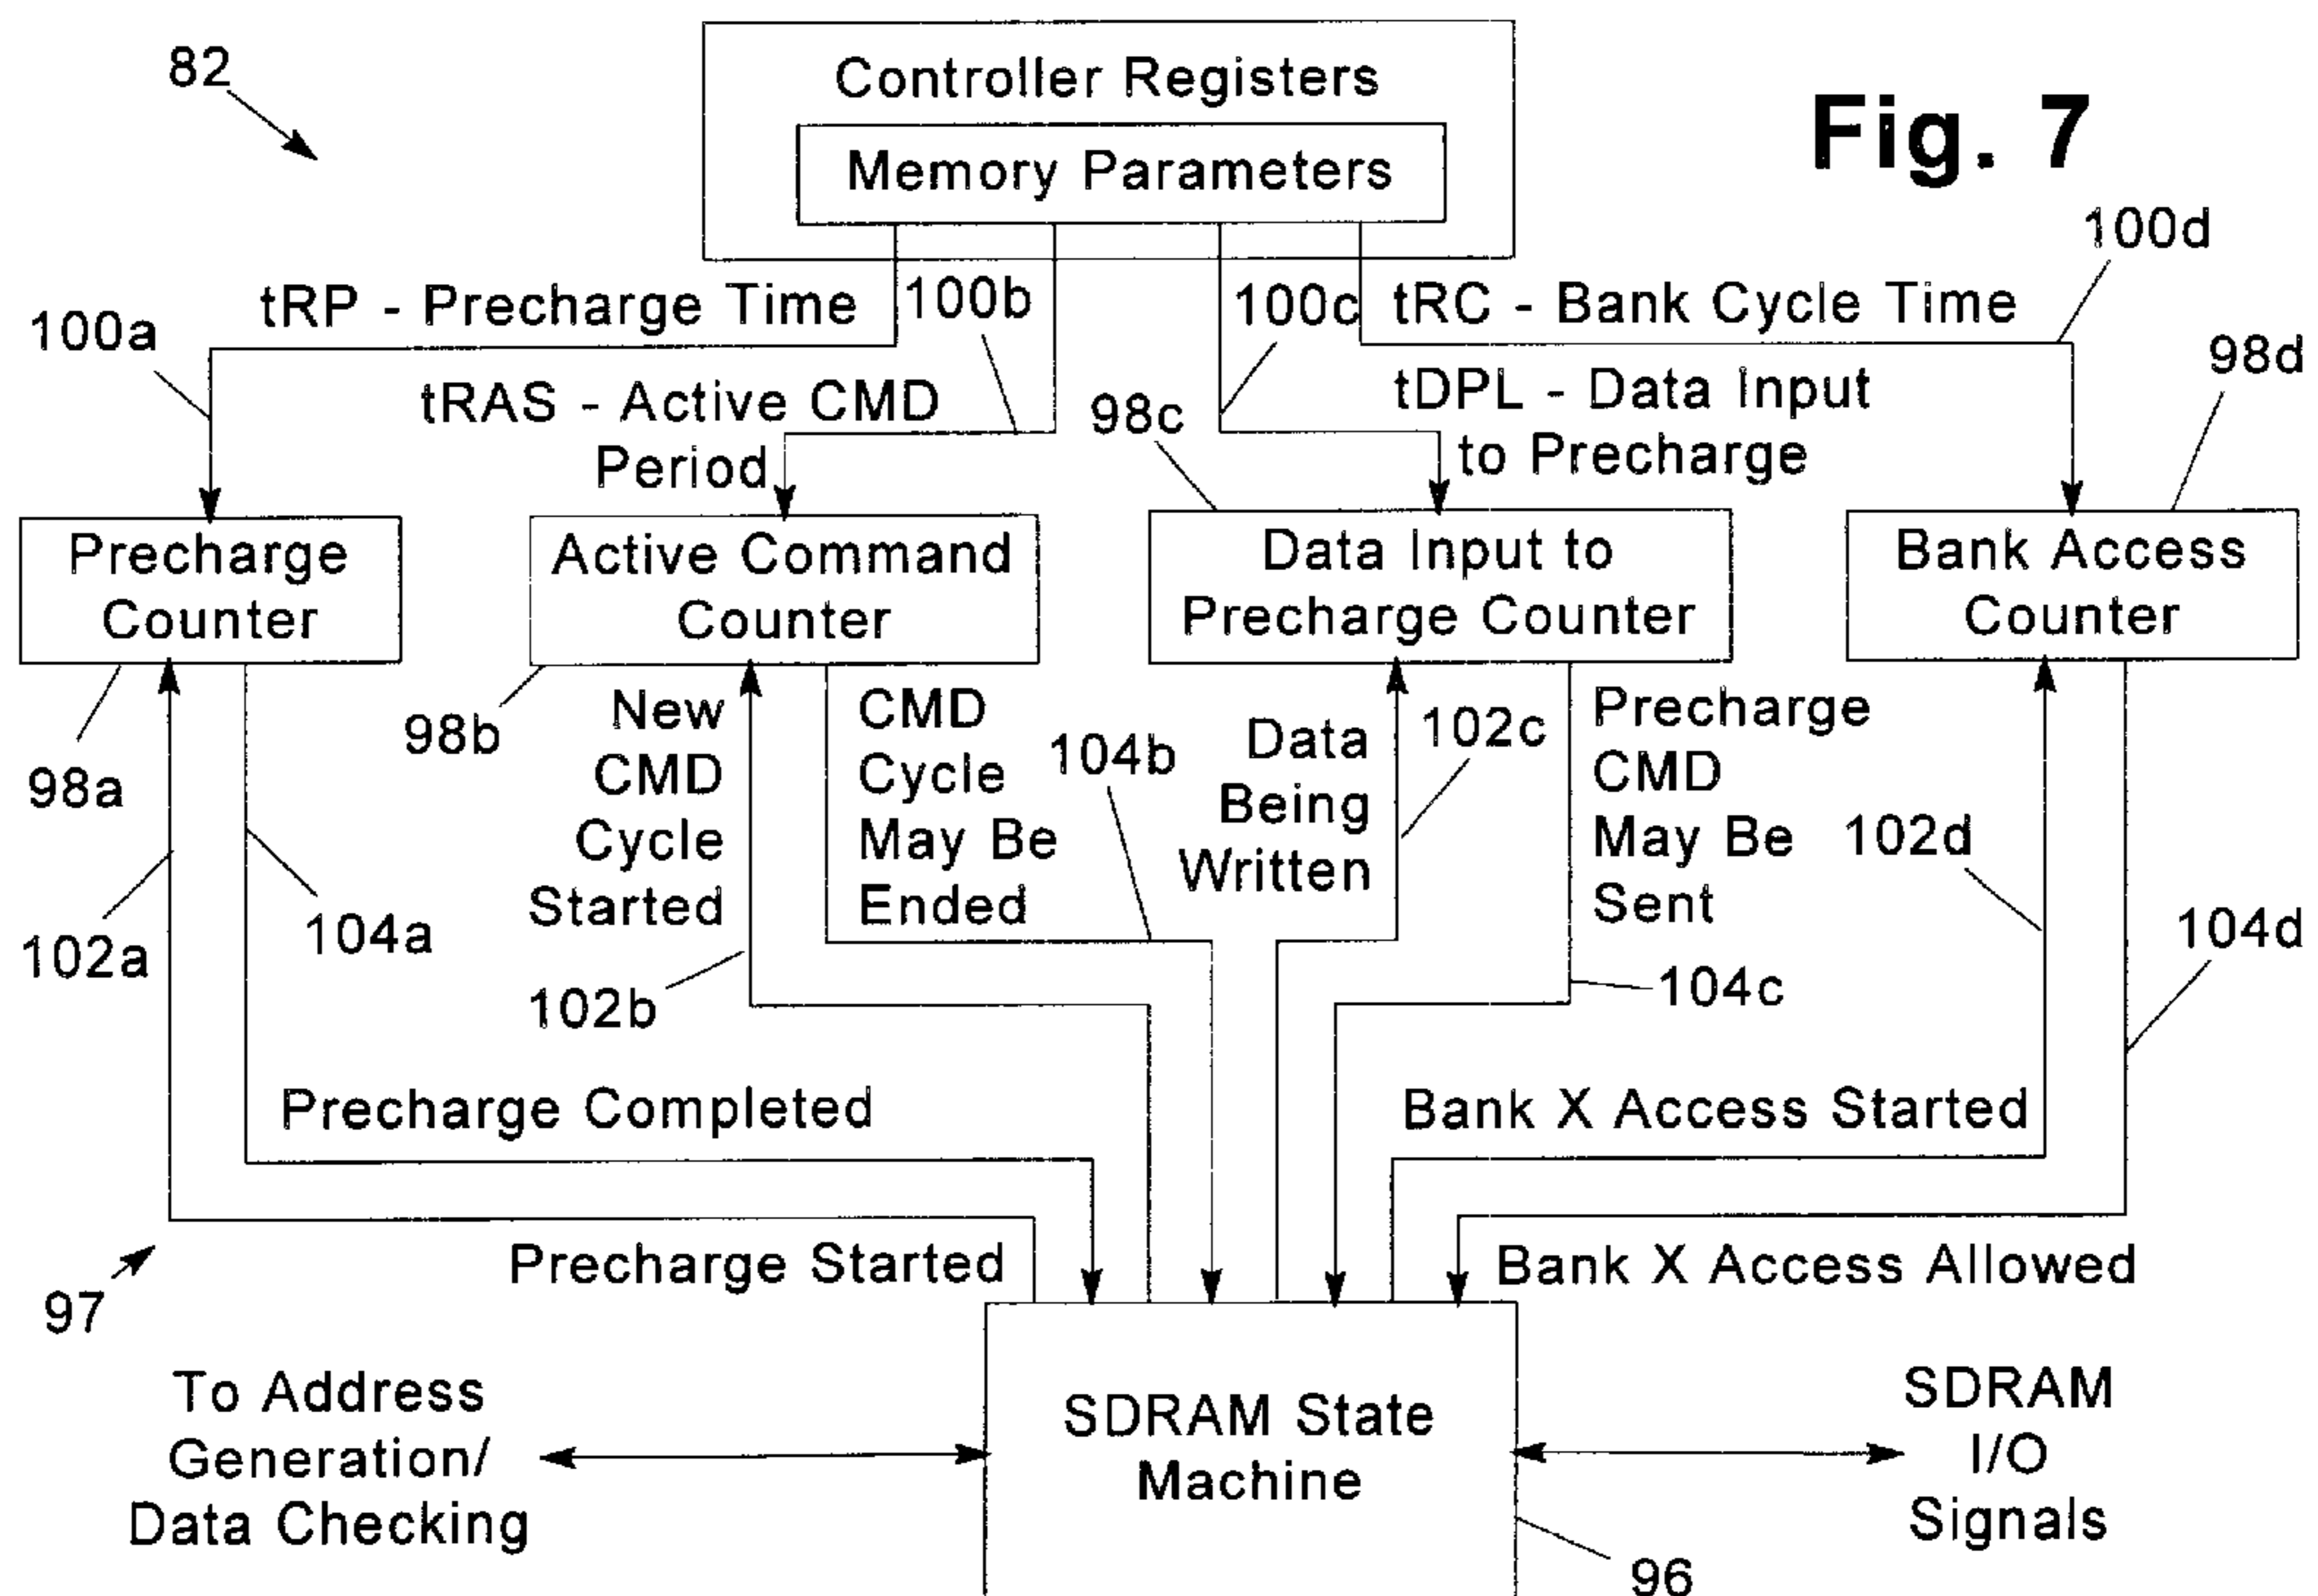 82
Controller Registers
Memory Parameters
Fig. 7
100d
tRP - Precharge Time
100b
100c
tRC - Bank Cycle Time
100a
98d
tRAS - Active CMD
Period
98c
tDPL - Data Input
to Precharge
Precharge
Counter
Active Command
Counter
Data Input to
Precharge Counter
Bank Access
Counter
98a
98b
New
CMD
Cycle
Started
CMD
Cycle
May Be
Ended
104b
Data
Being
Written
102c
Precharge
CMD
May Be
Sent
102d
102a
104a
102b
104c
104d
Precharge Completed
Bank X Access Started
Precharge Started
Bank X Access Allowed
97
To Address
Generation/
Data Checking
SDRAM State
Machine
SDRAM
I/O
Signals
96